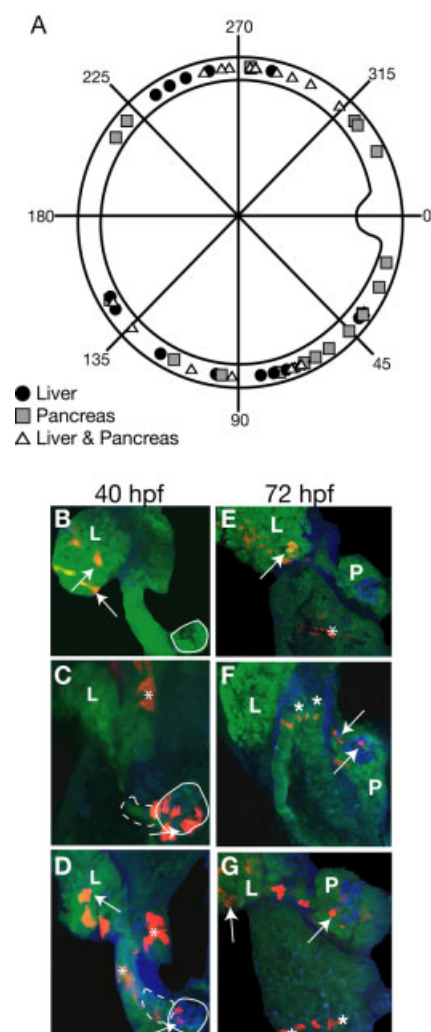 A
270
225
315
180
0
135
45
90
Liver
Pancreas
Liver & Pancreas
40 hpf
72 hpf
B
L
E
L
P
*
C
L
*
F
L
* *
P
D
L
*
*
G
L
P
*
*